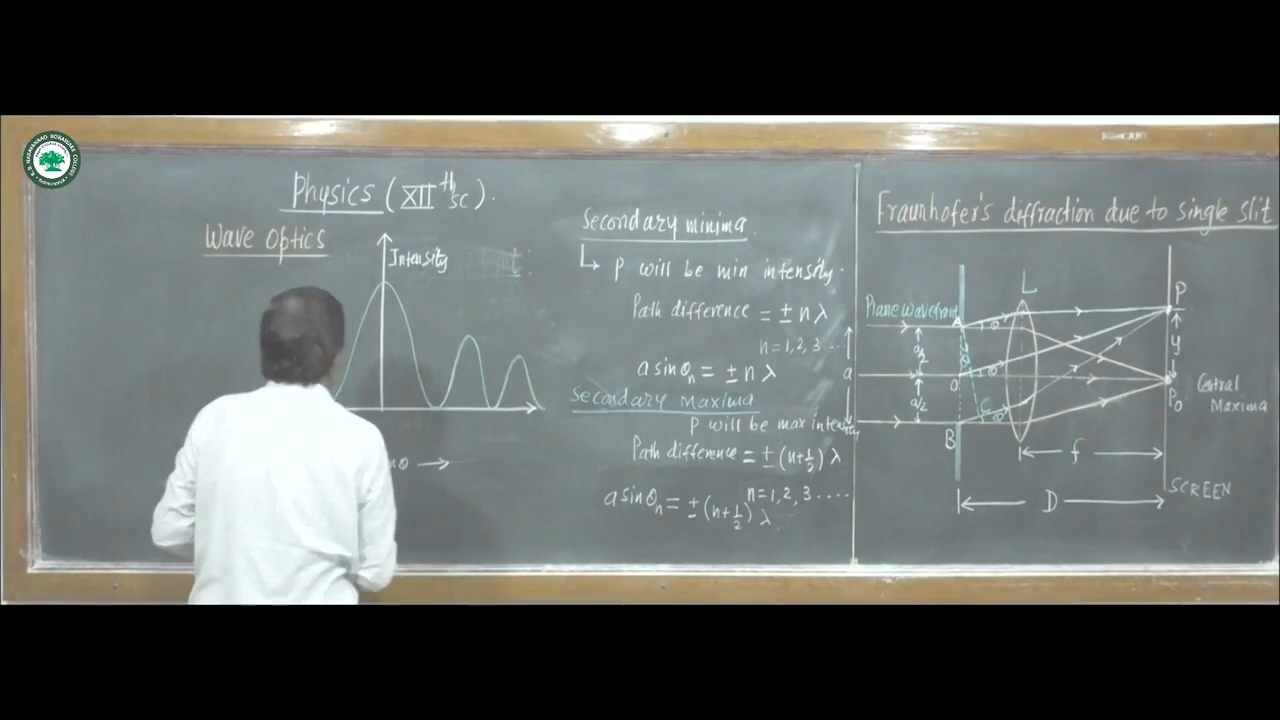 Physics (XII th sc).
Wave Optics
Intensity
θ →
Secondary minima.
P will be min intensity.
Path difference = ± nλ
n = 1, 2, 3 ...
a sin θn = ± n λ
Secondary Maxima
P will be max intensity
Path difference = ± (n+1/2) λ
n = 1, 2, 3 ....
a sin θn = ± (n+1/2) λ
Fraunhofer's diffraction due to single slit
L
P
Plane wavefront
A
θ
a/2
y
a
O
θ
P0
Central
Maxima
a/2
C
θ
B
f
SCREEN
D